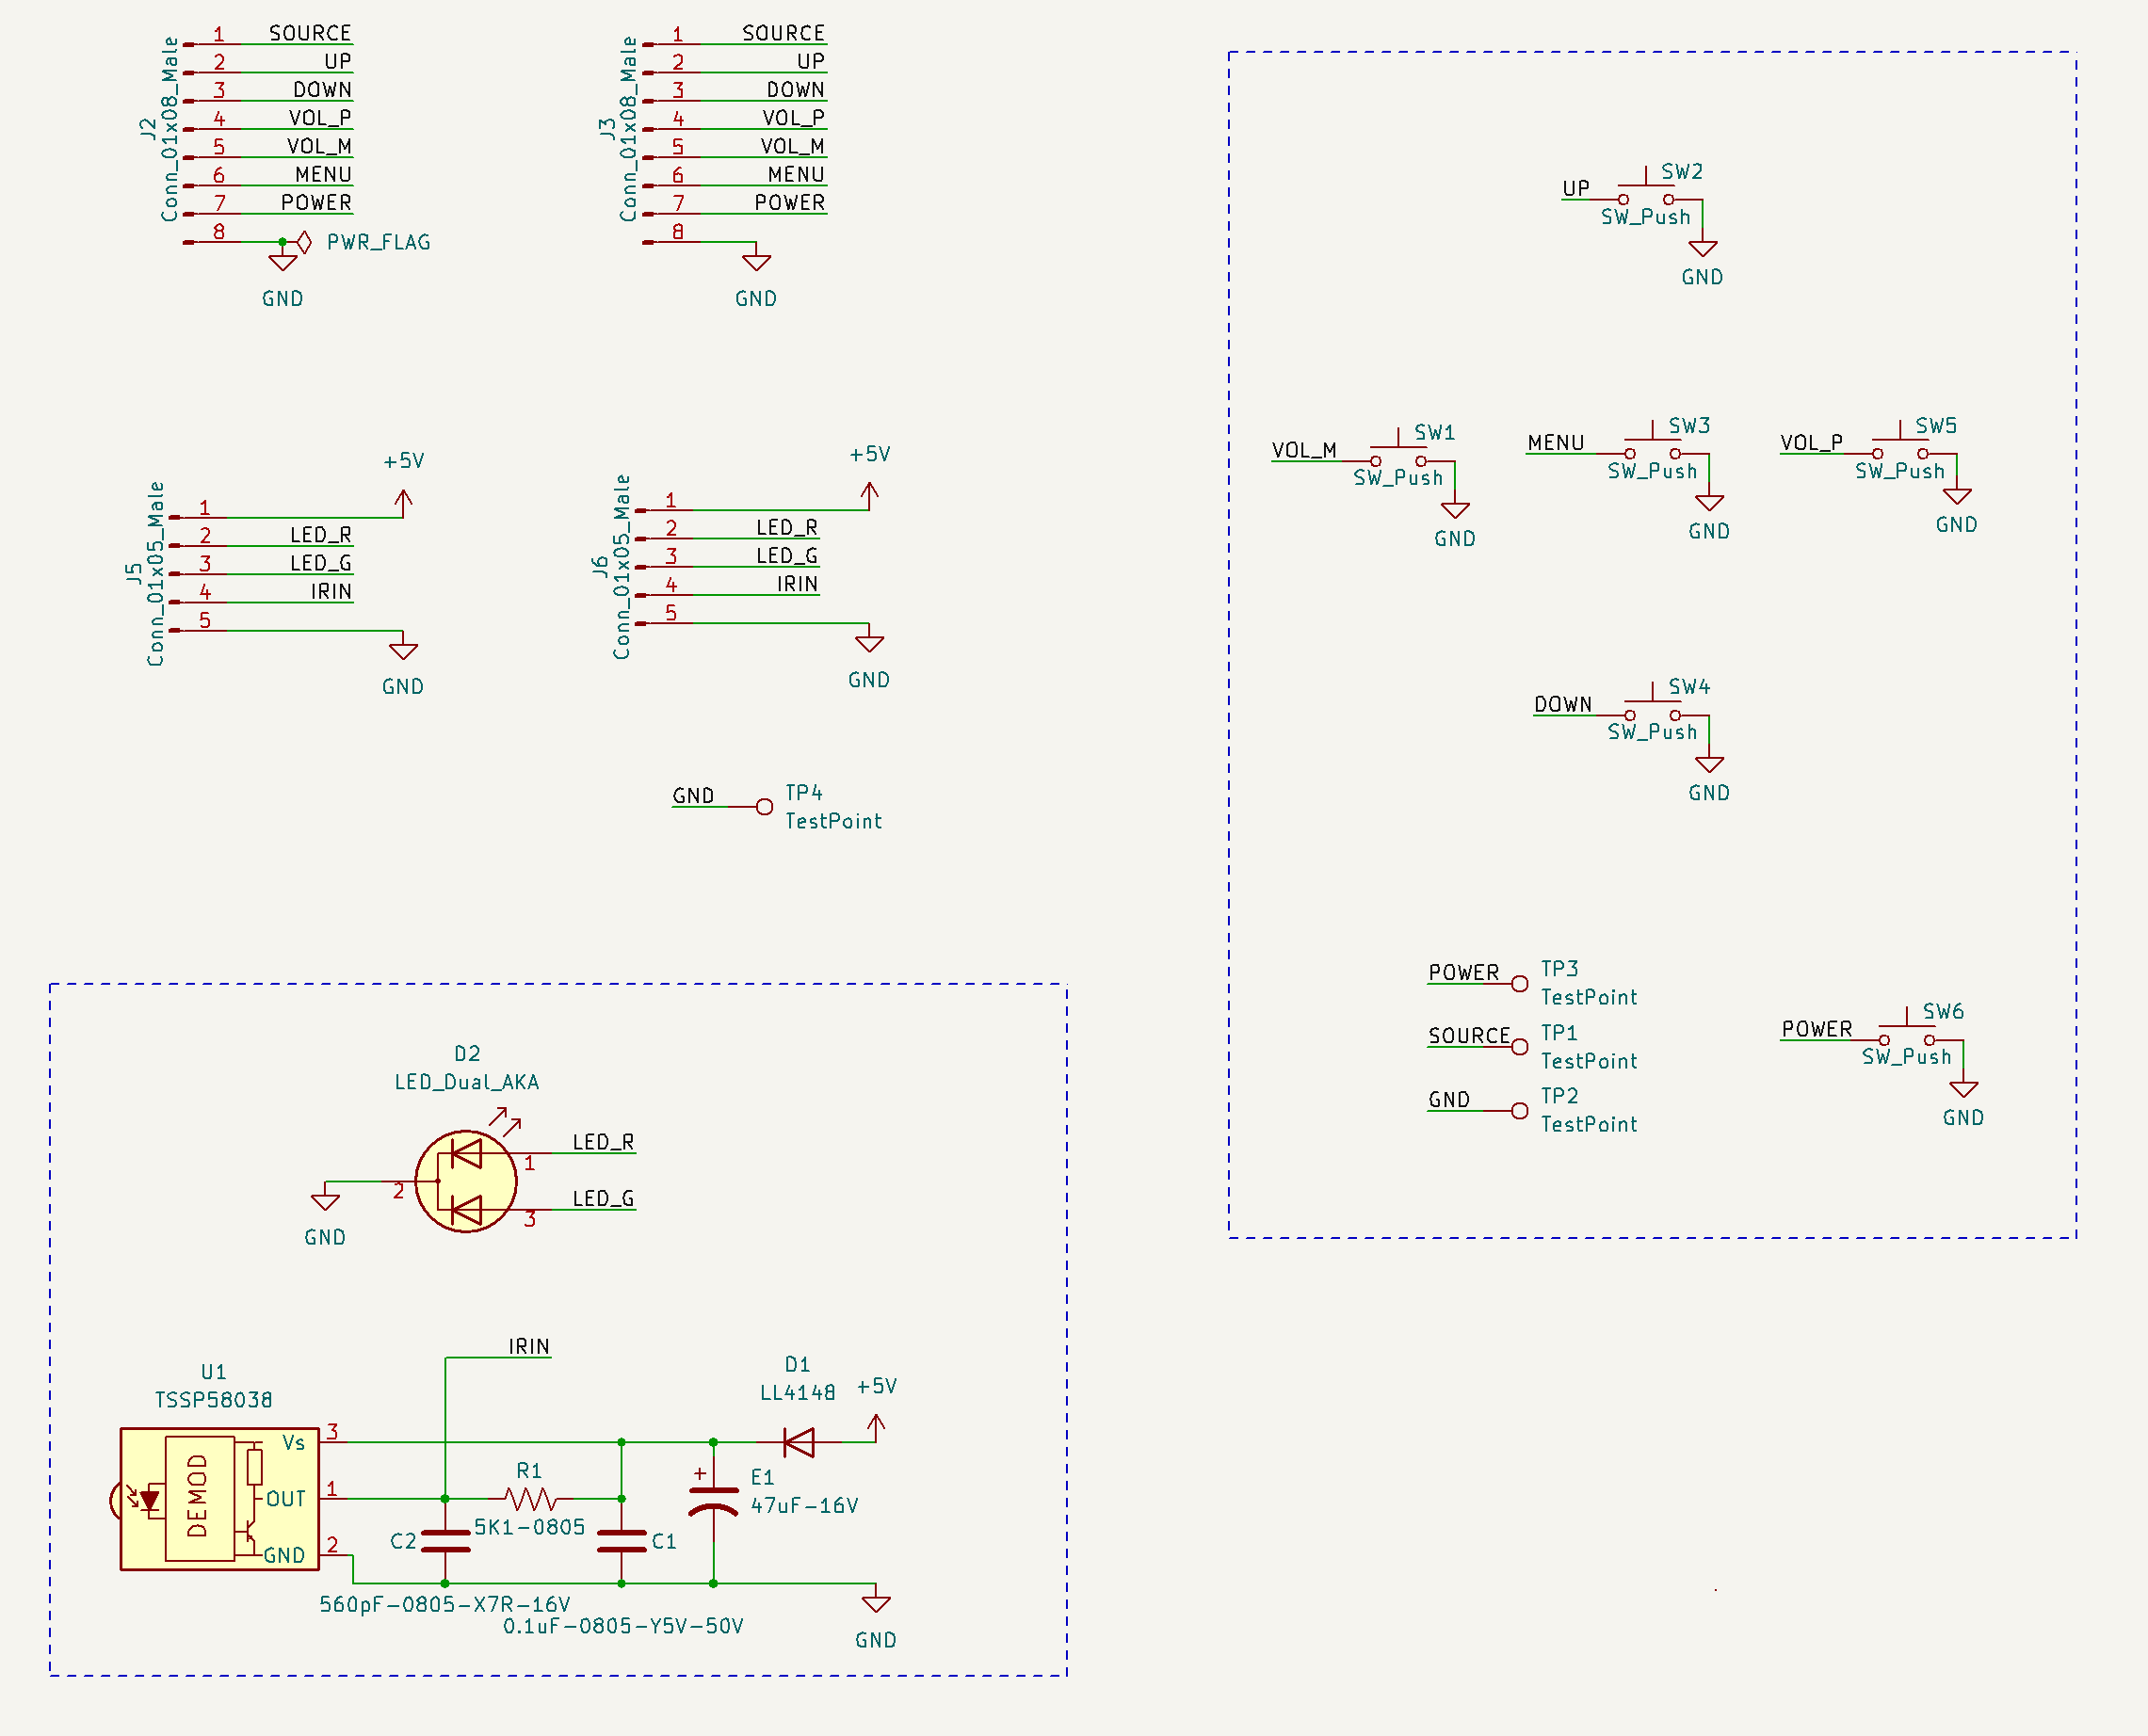 J2
Conn_01x08_Male
1 SOURCE
2 UP
3 DOWN
4 VOL_P
5 VOL_M
6 MENU
7 POWER
8 PWR_FLAG
GND
J3
Conn_01x08_Male
1 SOURCE
2 UP
3 DOWN
4 VOL_P
5 VOL_M
6 MENU
7 POWER
8
GND
J5
Conn_01x05_Male
+5V
1
2 LED_R
3 LED_G
4 IRIN
5
GND
J6
Conn_01x05_Male
+5V
1
2 LED_R
3 LED_G
4 IRIN
5
GND
GND
TP4
TestPoint
UP
SW2
SW_Push
GND
VOL_M
SW1
SW_Push
GND
MENU
SW3
SW_Push
GND
VOL_P
SW5
SW_Push
GND
DOWN
SW4
SW_Push
GND
POWER
TP3
TestPoint
SOURCE
TP1
TestPoint
GND
TP2
TestPoint
POWER
SW6
SW_Push
GND
D2
LED_Dual_AKA
1 LED_R
2
3 LED_G
GND
IRIN
U1
TSSP58038
DEMOD
Vs 3
OUT 1
GND 2
R1
5K1-0805
C2
560pF-0805-X7R-16V
C1
0.1uF-0805-Y5V-50V
+
E1
47uF-16V
D1
LL4148
+5V
GND